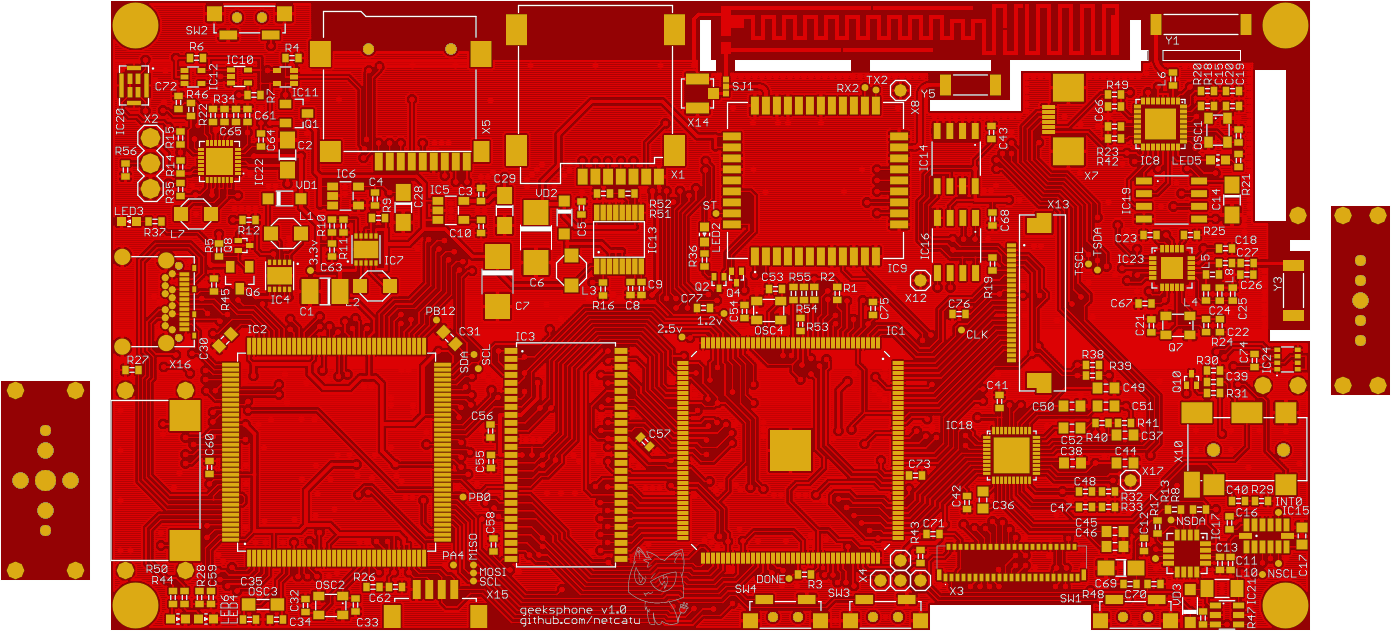 SW2
R6
R4
IC10
IC12
IC11
R7
C72
R46
R22
R34
C61
C65
Q1
IC20
X2
R15
R14
R35
R56
C64
C2
IC22
VD1
LED3
R37
L7
R12
L1
R10
R11
3.3v
R5
Q8
R45
Q6
IC4
C63
C1
L2
IC6
C4
R9
C28
IC7
IC5
C3
C10
C29
VD2
C5
C6
C7
L3
R52
R51
IC13
R16
C8
C9
X5
X1
X14
SJ1
RX2
TX2
X8
Y5
Y1
IC14
C43
ST
LED2
R36
IC9
IC16
C68
X12
R19
X13
X7
TSCL
TSDA
R49
C66
R23
R42
L6
R20
R18
C15
C20
C19
OSC1
IC8
LED5
IC19
C14
R21
C23
R25
IC23
C18
C27
C26
L5
L8
C67
L4
C21
C24
C25
C22
R24
Q7
Y3
C74
IC24
R30
C39
R31
Q10
Q2
Q4
C53
R55
R2
R1
C54
OSC4
R54
R53
C75
C77
1.2v
2.5v
IC1
C76
CLK
PB12
C31
SDA
SCL
IC3
IC2
C30
X16
R27
C60
C56
C55
PB0
C58
C57
PA4
MISO
MOSI
SCL
X15
R50
R44
R28
C59
LED6
LED4
C35
OSC3
C34
C32
OSC2
R26
C62
C33
geeksphone v1.0
github.com/netcatu
DONE
R3
SW4
SW3
X4
R43
C71
C73
C42
C36
X3
IC18
C41
R38
R39
C49
C50
C51
C52
R40
R41
C37
C38
C44
X17
X10
C48
C47
R32
R33
C45
C46
C12
R17
R13
R8
NSDA
IC17
C40
R29
INT0
C16
IC15
C13
C11
L10
NSCL
C17
C69
R48
C70
SW1
VD3
R47
IC21